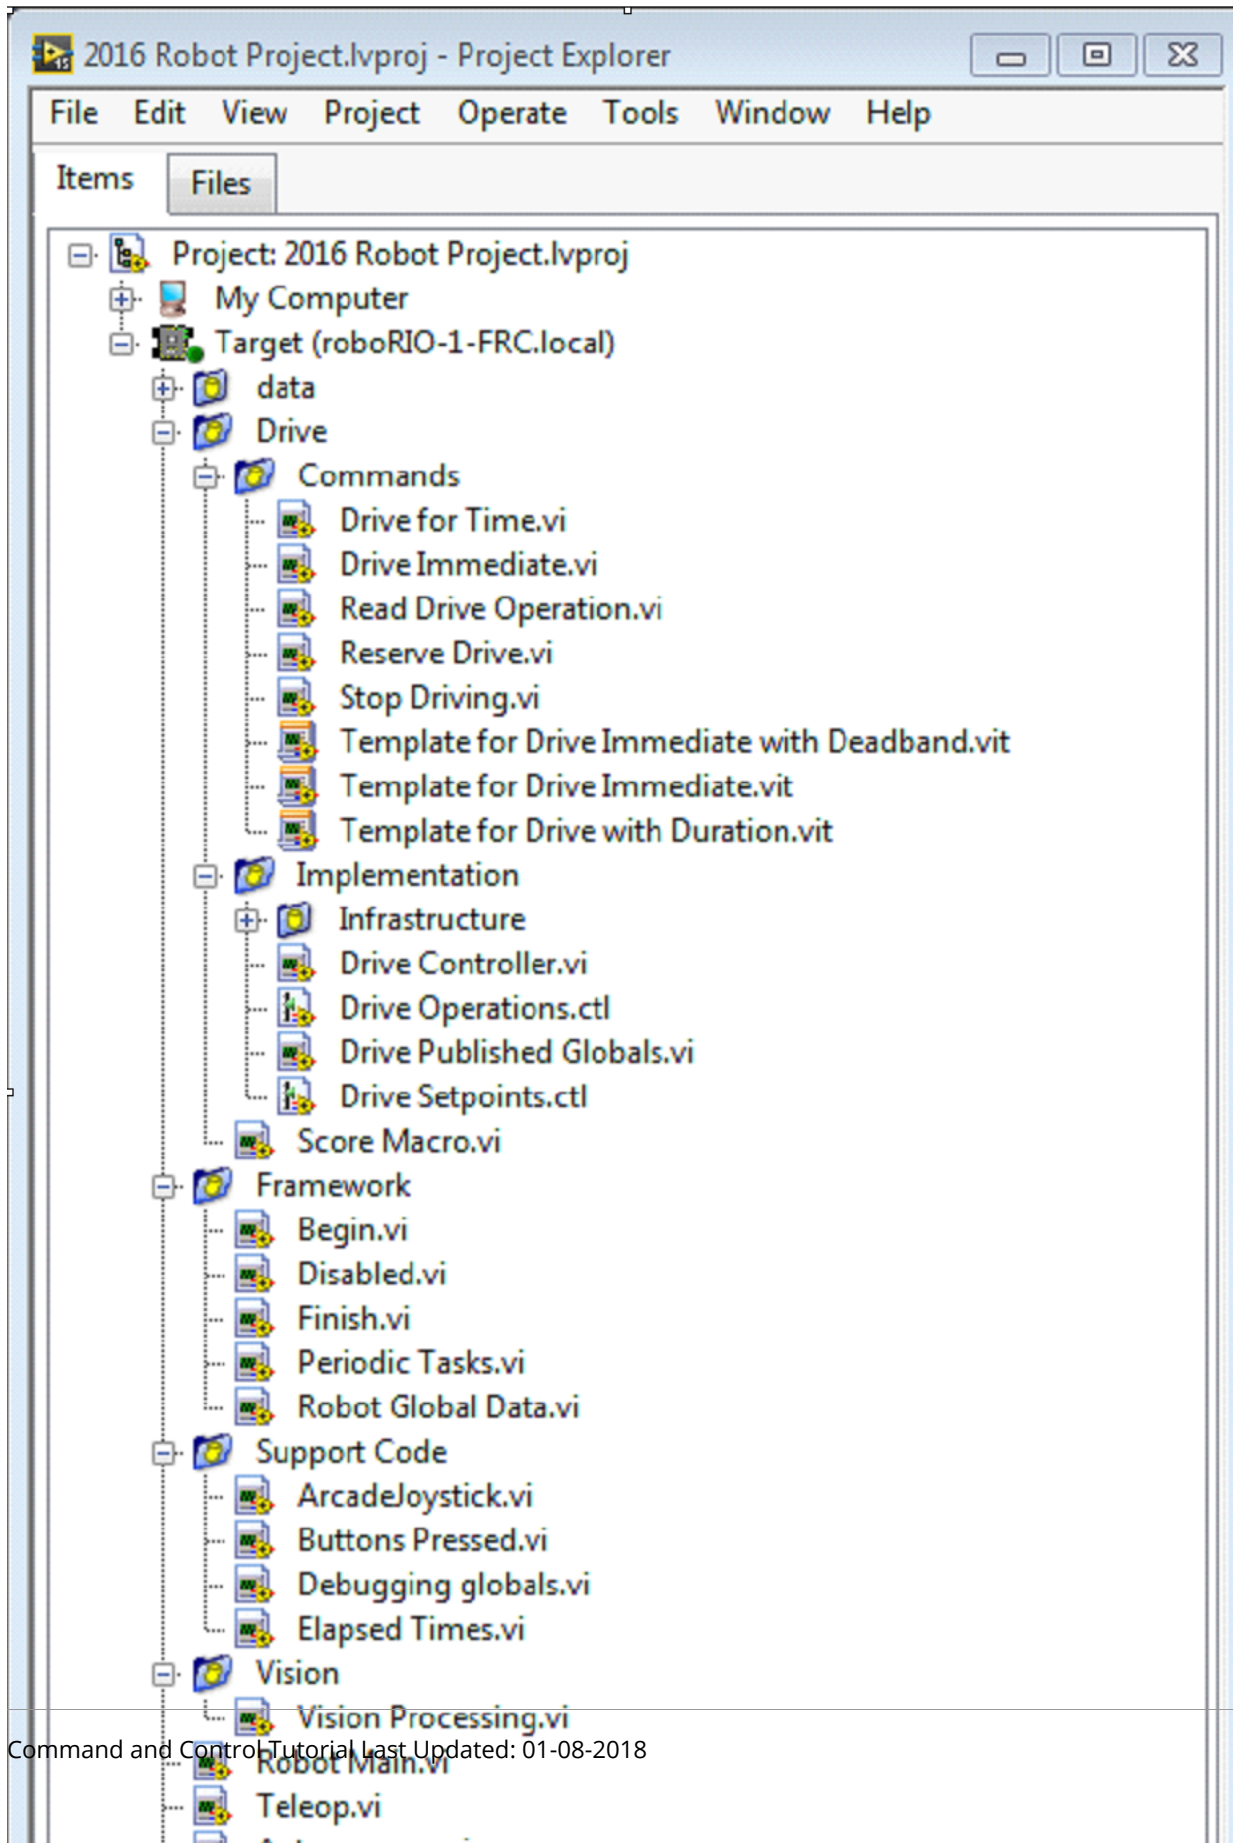 2016 Robot Project.lvproj - Project Explorer
File Edit View Project Operate Tools Window Help
Items Files
Project: 2016 Robot Project.lvproj
My Computer
Target (roboRIO-1-FRC.local)
data
Drive
Commands
Drive for Time.vi
Drive Immediate.vi
Read Drive Operation.vi
Reserve Drive.vi
Stop Driving.vi
Template for Drive Immediate with Deadband.vit
Template for Drive Immediate.vit
Template for Drive with Duration.vit
Implementation
Infrastructure
Drive Controller.vi
Drive Operations.ctl
Drive Published Globals.vi
Drive Setpoints.ctl
Score Macro.vi
Framework
Begin.vi
Disabled.vi
Finish.vi
Periodic Tasks.vi
Robot Global Data.vi
Support Code
ArcadeJoystick.vi
Buttons Pressed.vi
Debugging globals.vi
Elapsed Times.vi
Vision
Vision Processing.vi
Command and Control Tutorial Last Updated: 01-08-2018
Robot Main.vi
Teleop.vi